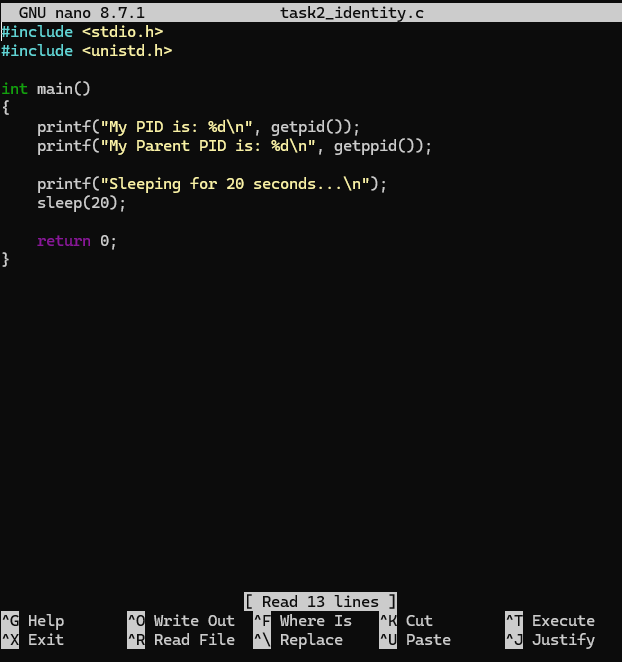 GNU nano 8.7.1 task2_identity.c
#include <stdio.h>
#include <unistd.h>
int main()
{
    printf("My PID is: %d\n", getpid());
    printf("My Parent PID is: %d\n", getppid());
    printf("Sleeping for 20 seconds...\n");
    sleep(20);
    return 0;
}
[ Read 13 lines ]
^G Help ^O Write Out ^F Where Is ^K Cut ^T Execute
^X Exit ^R Read File ^\ Replace ^U Paste ^J Justify